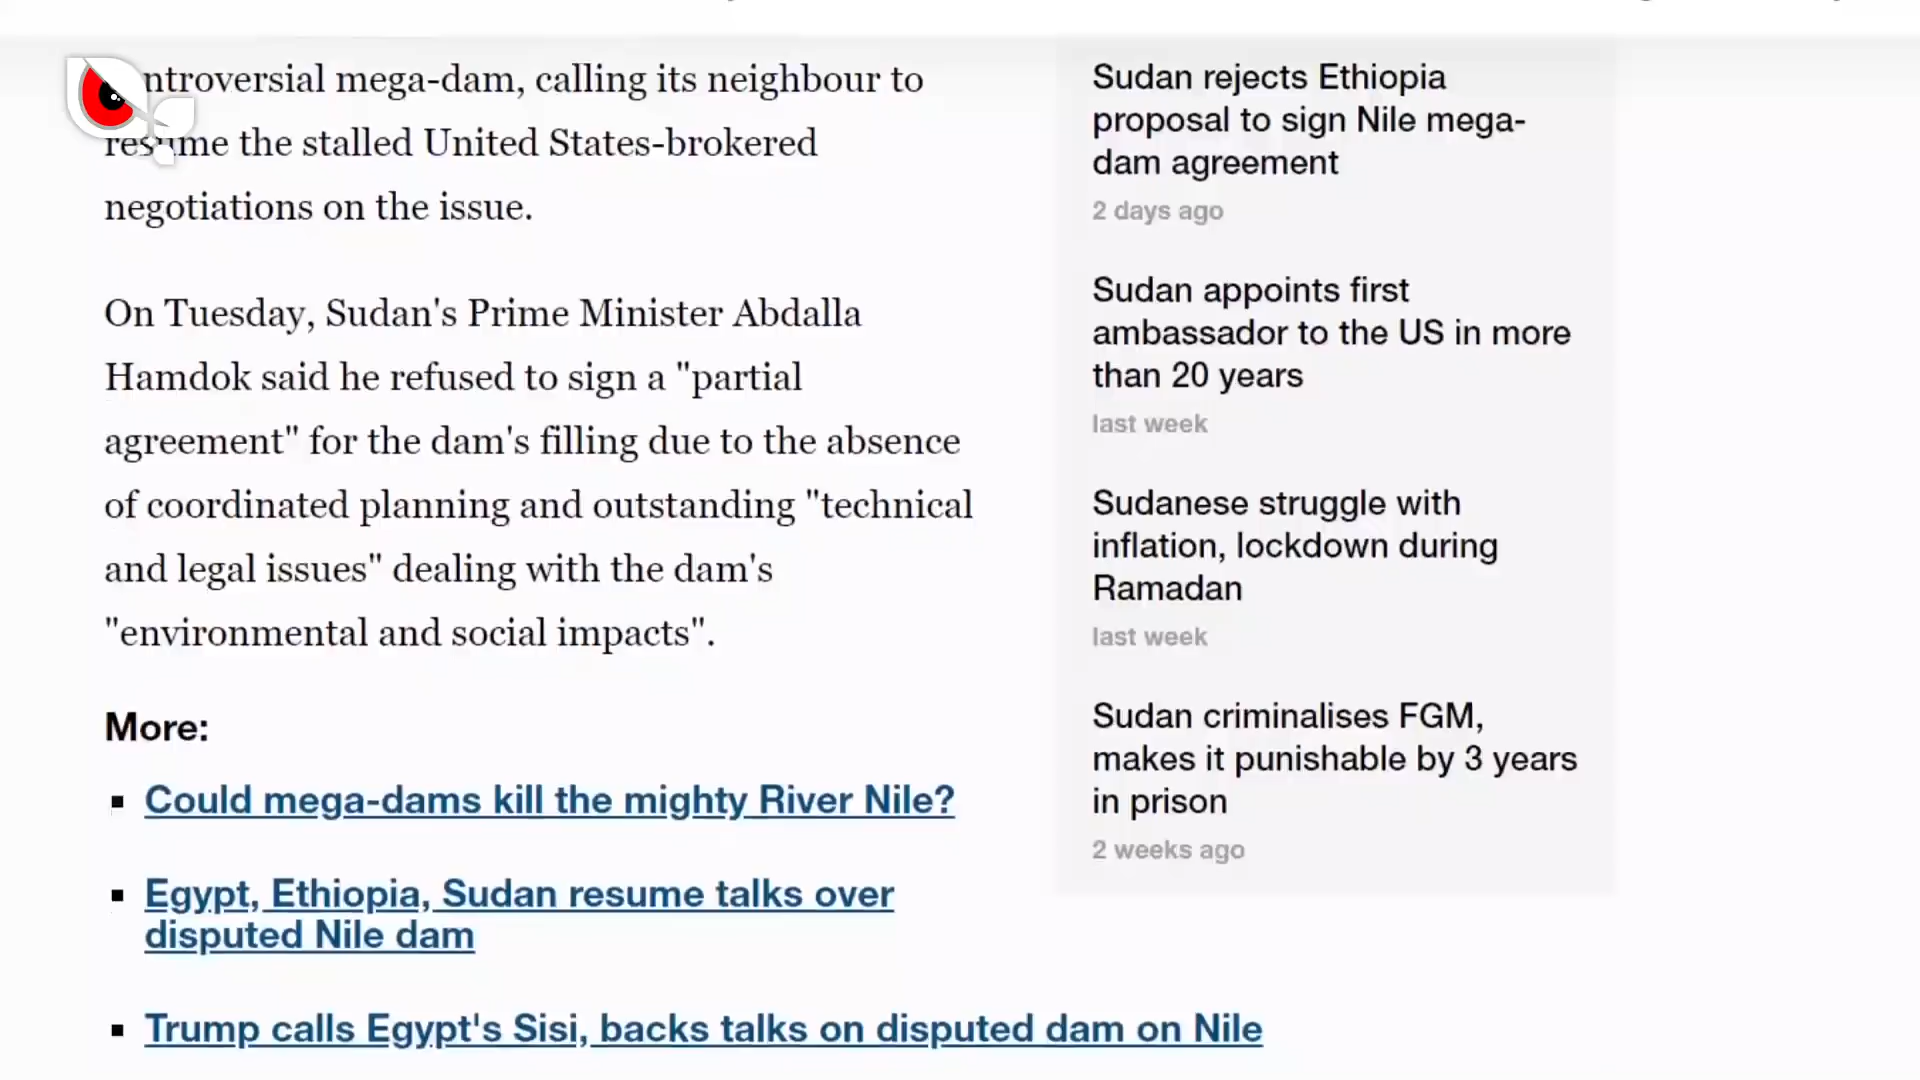 mega-dam, calling its neighbour to
the stalled United States-brokered
negotiations on the issue.
On Tuesday, Sudan's Prime Minister Abdalla
Hamdok said he refused to sign a "partial
agreement" for the dam's filling due to the absence
of coordinated planning and outstanding "technical
and legal issues" dealing with the dam's
"environmental and social impacts".
More:
Could mega-dams kill the mighty River Nile?
Egypt, Ethiopia, Sudan resume talks over
disputed Nile dam
Trump calls Egypt's Sisi, backs talks on disputed dam on Nile
Sudan rejects Ethiopia
proposal to sign Nile mega-
dam agreement
2 days ago
Sudan appoints first
ambassador to the US in more
than 20 years
last week
Sudanese struggle with
inflation, lockdown during
Ramadan
last week
Sudan criminalises FGM,
makes it punishable by 3 years
in prison
2 weeks ago